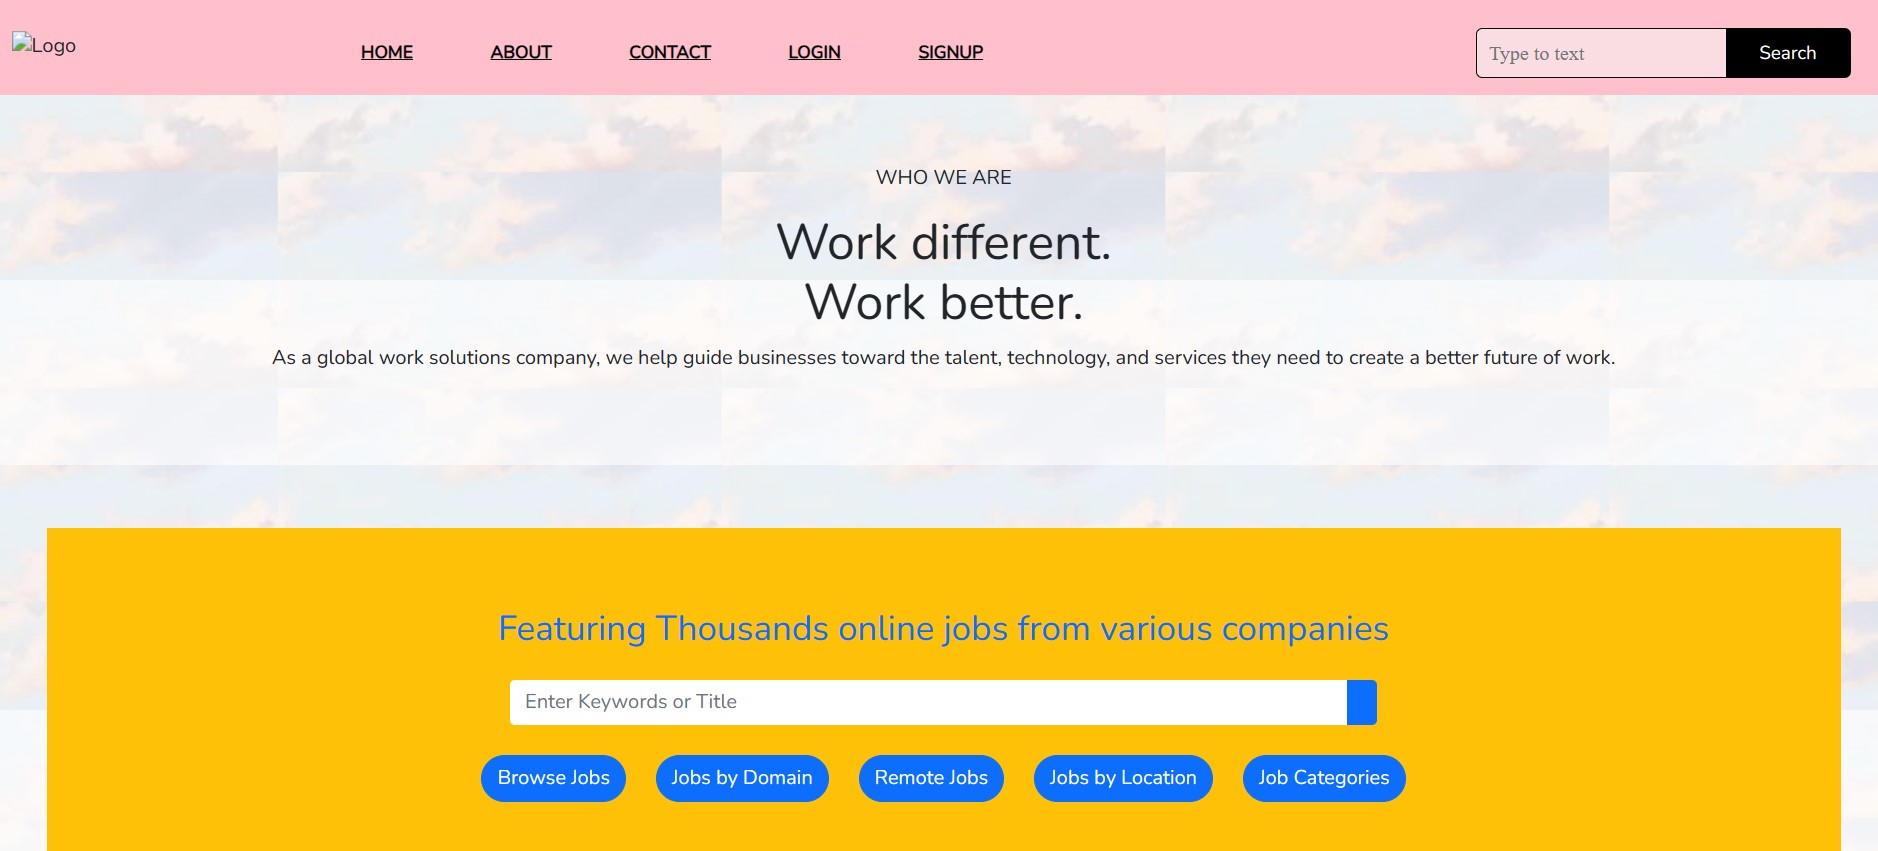 Logo
HOME ABOUT CONTACT LOGIN SIGNUP
Type to text Search
WHO WE ARE
Work different.
Work better.
As a global work solutions company, we help guide businesses toward the talent, technology, and services they need to create a better future of work.
Featuring Thousands online jobs from various companies
Enter Keywords or Title
Browse Jobs Jobs by Domain Remote Jobs Jobs by Location Job Categories